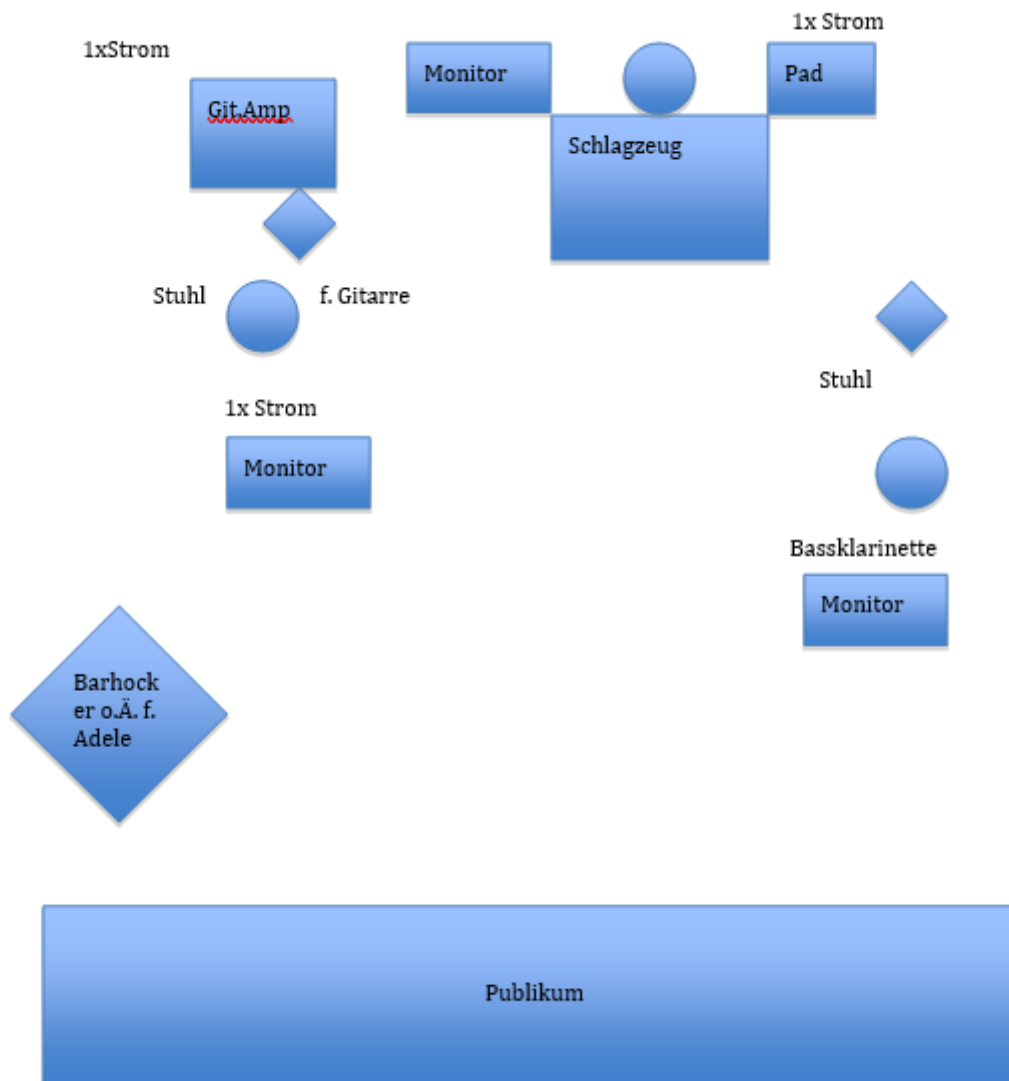 1x Strom
1xStrom
Monitor
Pad
Git.Amp
Schlagzeug
Stuhl
f. Gitarre
Stuhl
1x Strom
Monitor
Bassklarinette
Monitor
Barhock
er o.Ä. f.
Adele
Publikum